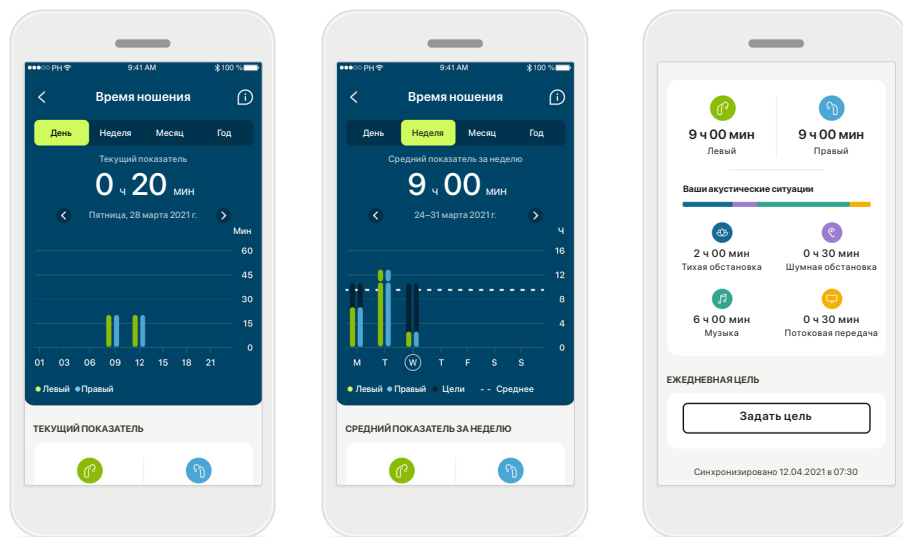 ●●●○○ PH 9:41 AM 100 %
Время ношения
День Неделя Месяц Год
Текущий показатель
0 ч 20 мин
Пятница, 28 марта 2021 г.
Мин
60
45
30
15
0
01 03 06 09 12 15 18 21
Левый Правый
ТЕКУЩИЙ ПОКАЗАТЕЛЬ
●●●○○ PH 9:41 AM 100 %
Время ношения
День Неделя Месяц Год
Средний показатель за неделю
9 ч 00 мин
24–31 марта 2021 г.
Ч
16
12
8
4
0
M T W T F S S
Левый Правый Цели - - Среднее
СРЕДНИЙ ПОКАЗАТЕЛЬ ЗА НЕДЕЛЮ
9 ч 00 мин 9 ч 00 мин
Левый Правый
Ваши акустические ситуации
2 ч 00 мин 0 ч 30 мин
Тихая обстановка Шумная обстановка
6 ч 00 мин 0 ч 30 мин
Музыка Потоковая передача
ЕЖЕДНЕВНАЯ ЦЕЛЬ
Задать цель
Синхронизировано 12.04.2021 в 07:30